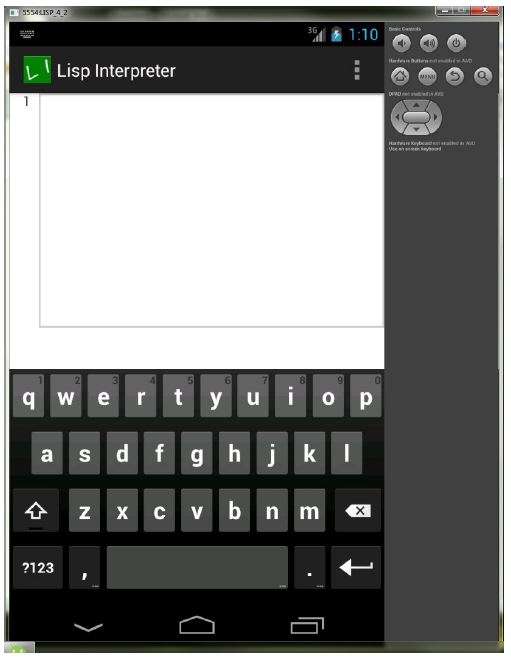 5554:LISP_4_2
3G 1:10
Basic Controls
LI Lisp Interpreter
Hardware Buttons not enabled in AVD
MENU
DPAD not enabled in AVD
Hardware Keyboard not enabled in AVD
Use on screen keyboard
1
1 2 3 4 5 6 7 8 9 0
q w e r t y u i o p
a s d f g h j k l
z x c v b n m
?123 , ... . ...